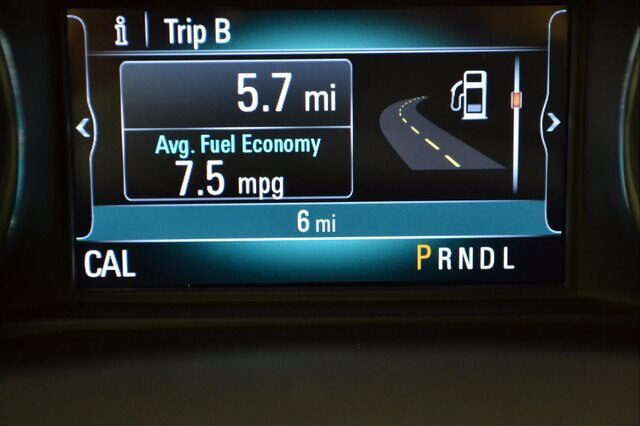 i | Trip B
5.7 mi
Avg. Fuel Economy
7.5 mpg
6 mi
CAL
PRNDL